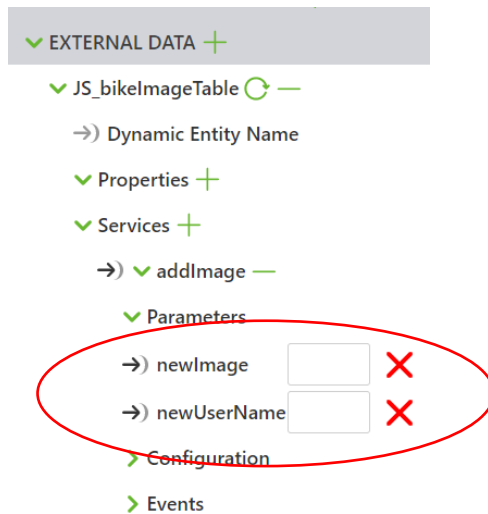 EXTERNAL DATA
JS_bikeImageTable
Dynamic Entity Name
Properties
Services
addImage
Parameters
newImage
newUserName
Configuration
Events